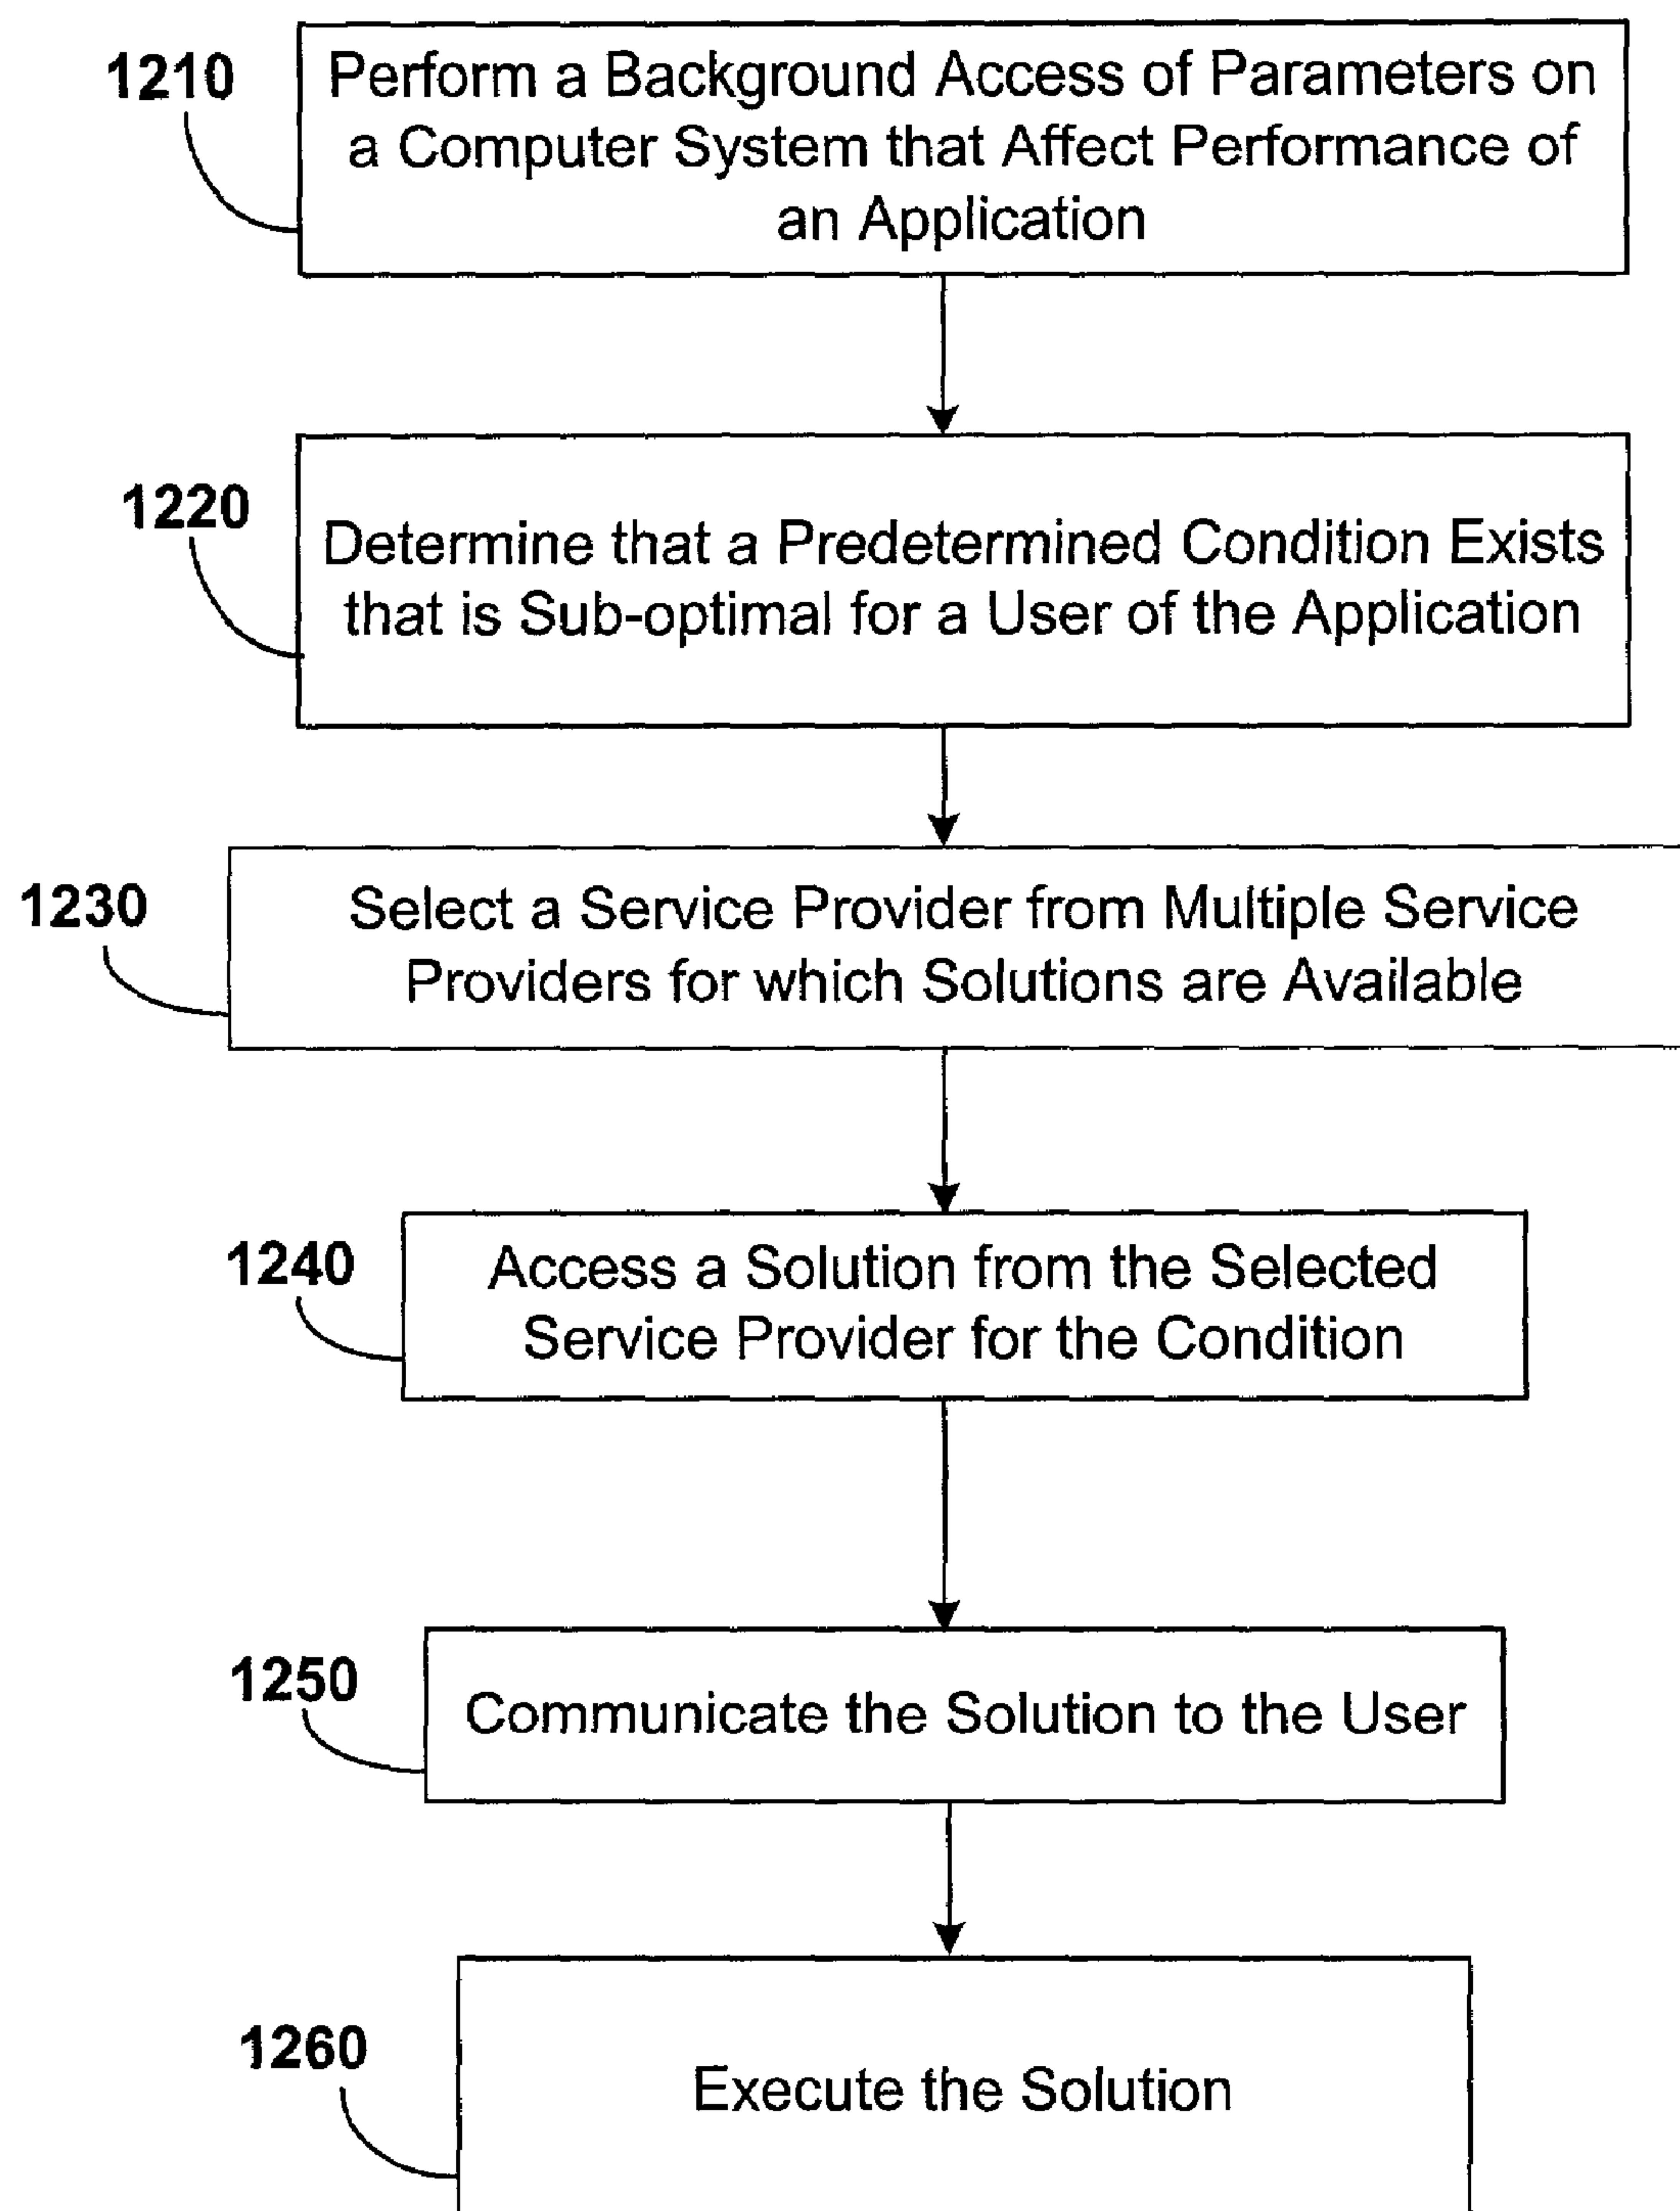 1210
Perform a Background Access of Parameters on
a Computer System that Affect Performance of
an Application
1220
Determine that a Predetermined Condition Exists
that is Sub-optimal for a User of the Application
1230
Select a Service Provider from Multiple Service
Providers for which Solutions are Available
1240
Access a Solution from the Selected
Service Provider for the Condition
1250
Communicate the Solution to the User
1260
Execute the Solution